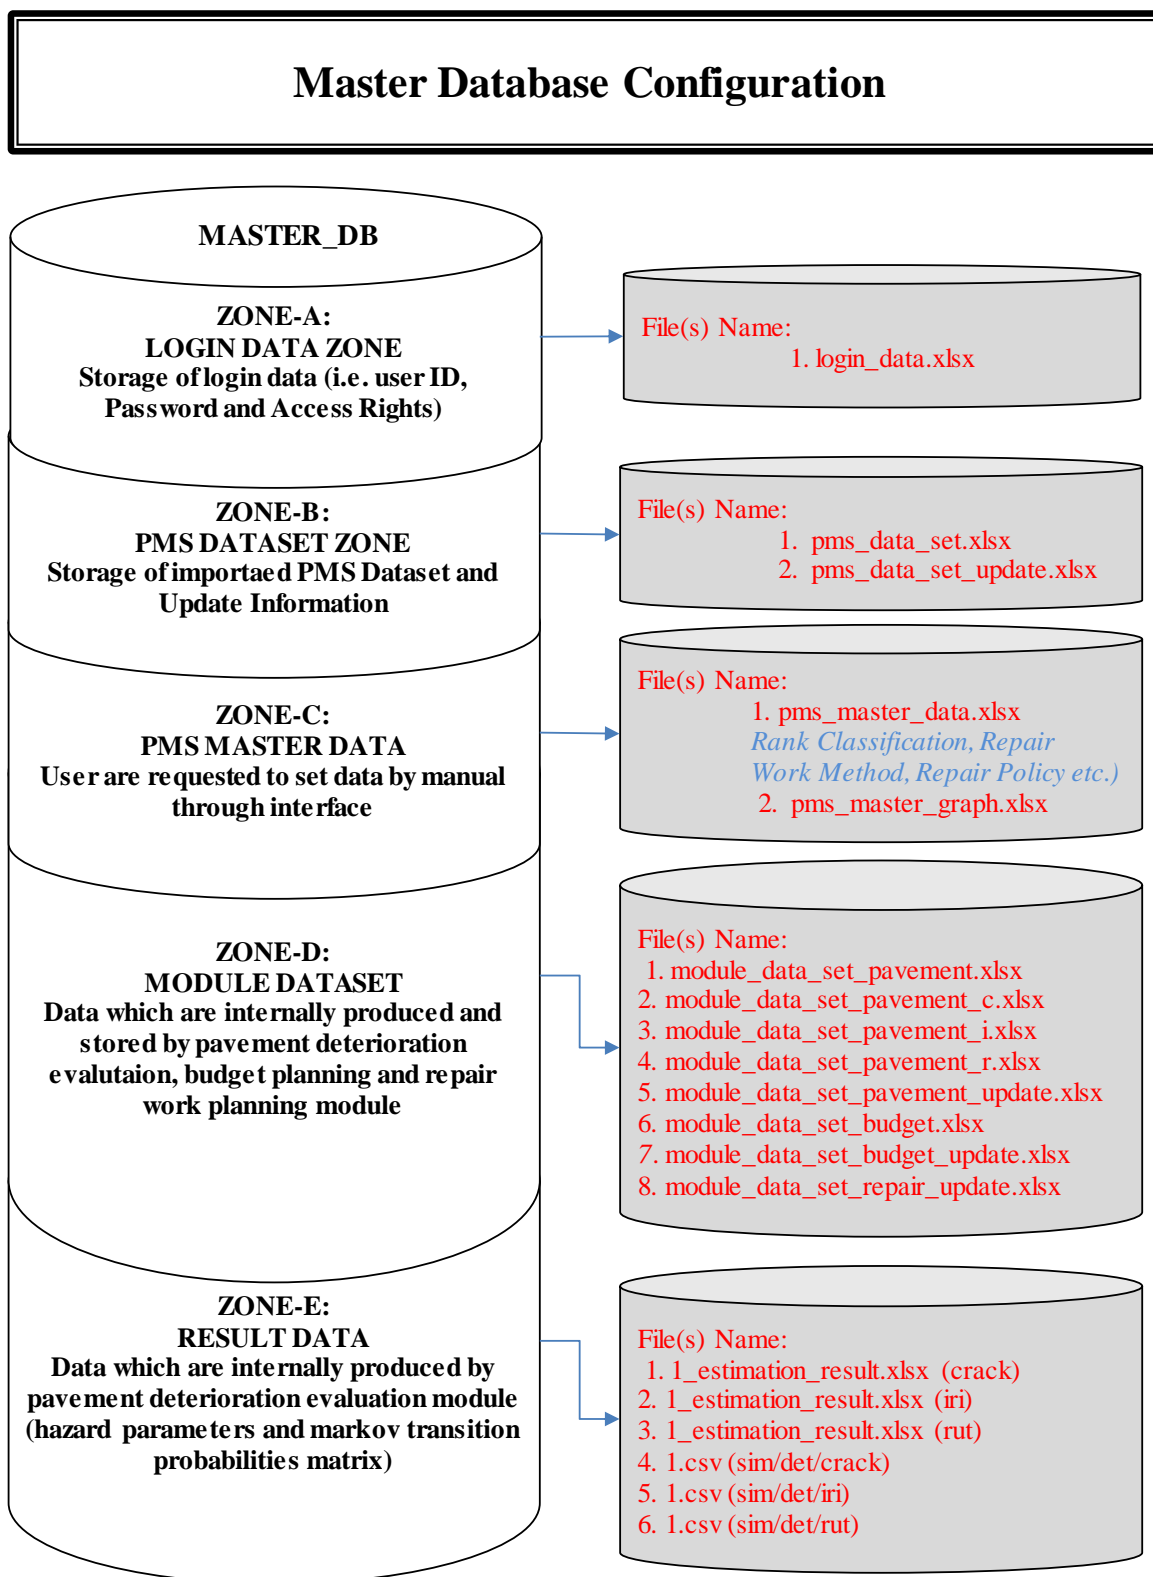 Master Database Configuration
MASTER_DB
ZONE-A:
LOGIN DATA ZONE
Storage of login data (i.e. user ID,
Password and Access Rights)
File(s) Name:
1. login_data.xlsx
ZONE-B:
PMS DATASET ZONE
Storage of importaed PMS Dataset and
Update Information
File(s) Name:
1. pms_data_set.xlsx
2. pms_data_set_update.xlsx
ZONE-C:
PMS MASTER DATA
User are requested to set data by manual
through interface
File(s) Name:
1. pms_master_data.xlsx
Rank Classification, Repair
Work Method, Repair Policy etc.)
2. pms_master_graph.xlsx
ZONE-D:
MODULE DATASET
Data which are internally produced and
stored by pavement deterioration
evalutaion, budget planning and repair
work planning module
File(s) Name:
1. module_data_set_pavement.xlsx
2. module_data_set_pavement_c.xlsx
3. module_data_set_pavement_i.xlsx
4. module_data_set_pavement_r.xlsx
5. module_data_set_pavement_update.xlsx
6. module_data_set_budget.xlsx
7. module_data_set_budget_update.xlsx
8. module_data_set_repair_update.xlsx
ZONE-E:
RESULT DATA
Data which are internally produced by
pavement deterioration evaluation module
(hazard parameters and markov transition
probabilities matrix)
File(s) Name:
1. 1_estimation_result.xlsx (crack)
2. 1_estimation_result.xlsx (iri)
3. 1_estimation_result.xlsx (rut)
4. 1.csv (sim/det/crack)
5. 1.csv (sim/det/iri)
6. 1.csv (sim/det/rut)